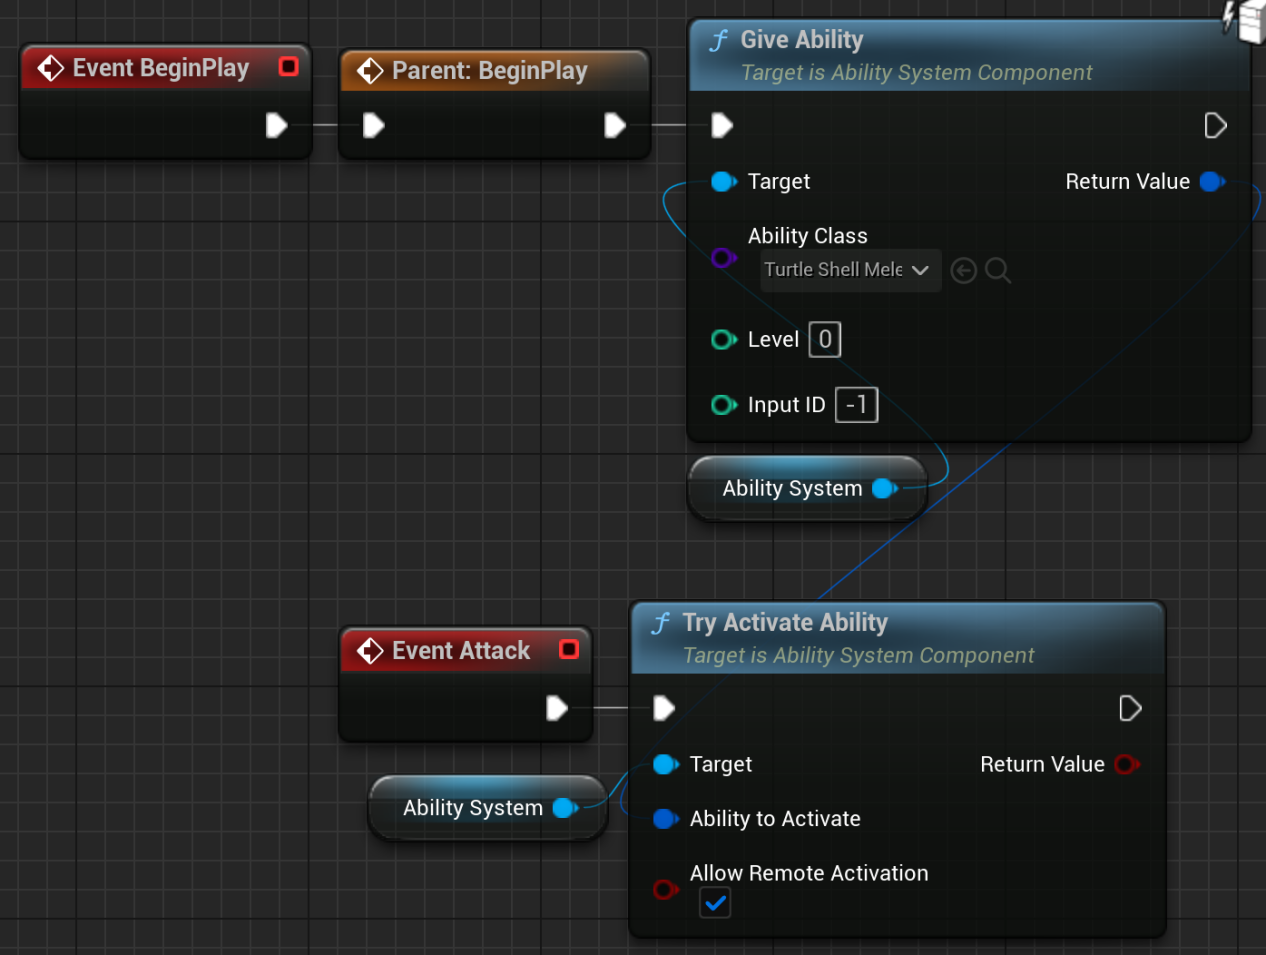 Event BeginPlay
Parent: BeginPlay
f Give Ability
Target is Ability System Component
Target
Return Value
Ability Class
Turtle Shell Mele
Level 0
Input ID -1
Ability System
Event Attack
f Try Activate Ability
Target is Ability System Component
Target
Return Value
Ability System
Ability to Activate
Allow Remote Activation